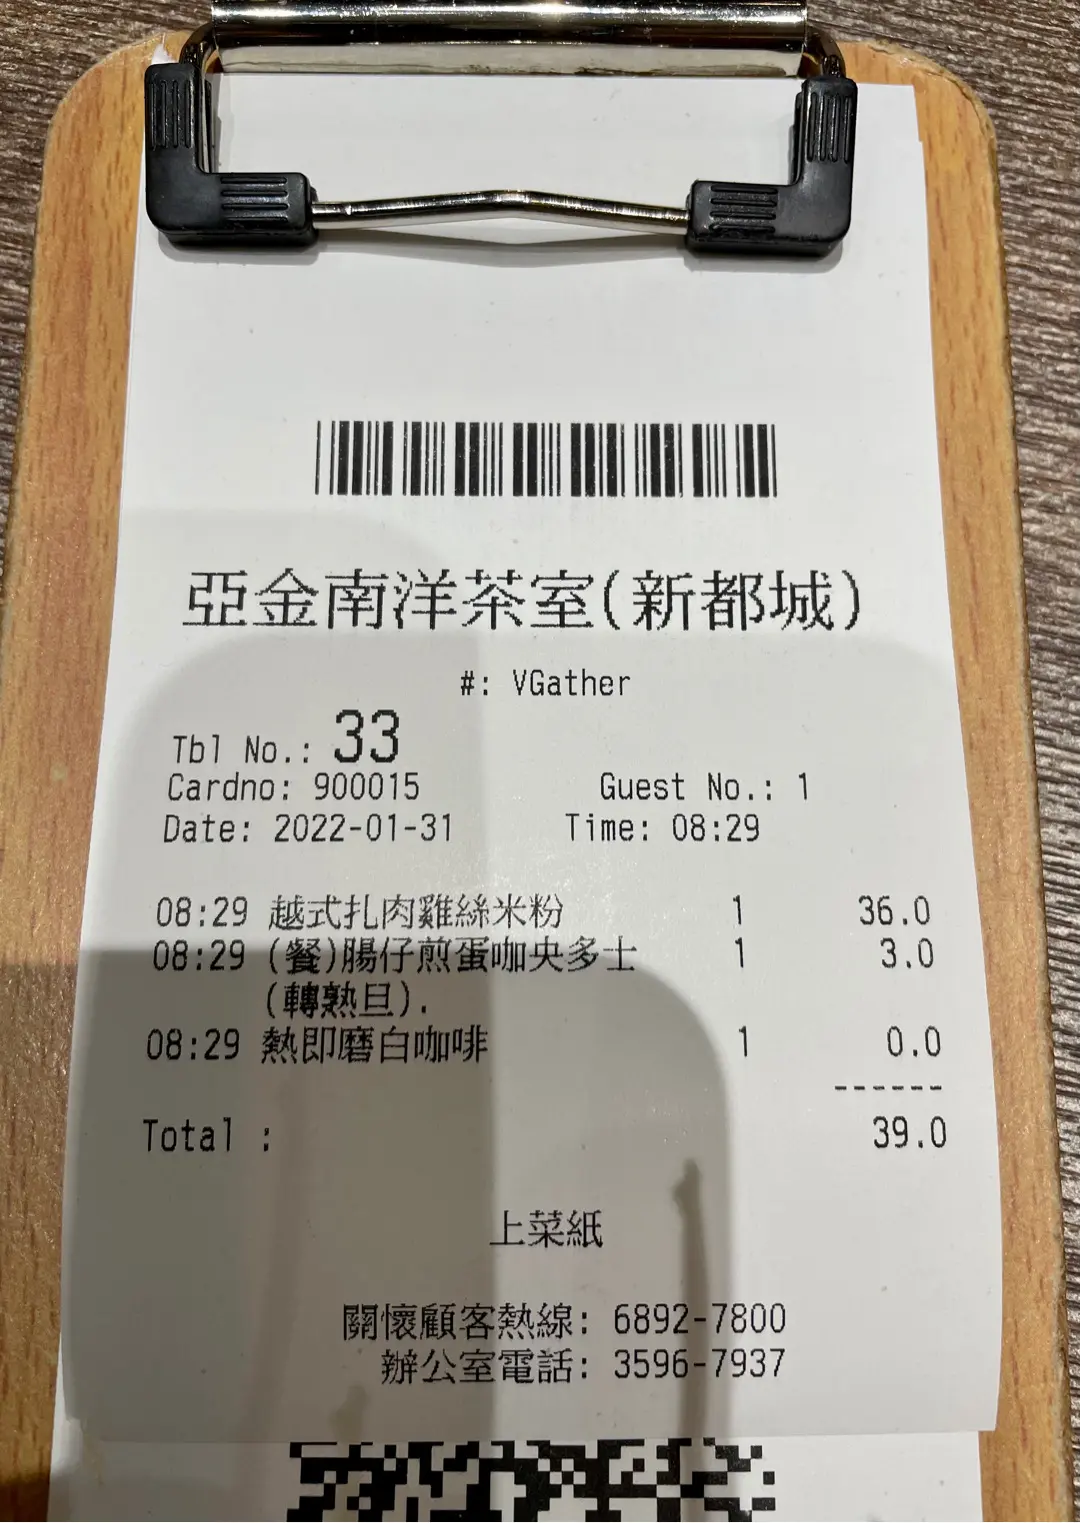 亞金南洋茶室(新都城)
#: VGather
Tbl No.: 33
Cardno: 900015 Guest No.: 1
Date: 2022-01-31 Time: 08:29
08:29 越式扎肉雞絲米粉 1 36.0
08:29 (餐)腸仔煎蛋咖央多士 1 3.0
(轉熟旦).
08:29 熱即磨白咖啡 1 0.0
------
Total : 39.0
上菜紙
關懷顧客熱線: 6892-7800
辦公室電話: 3596-7937